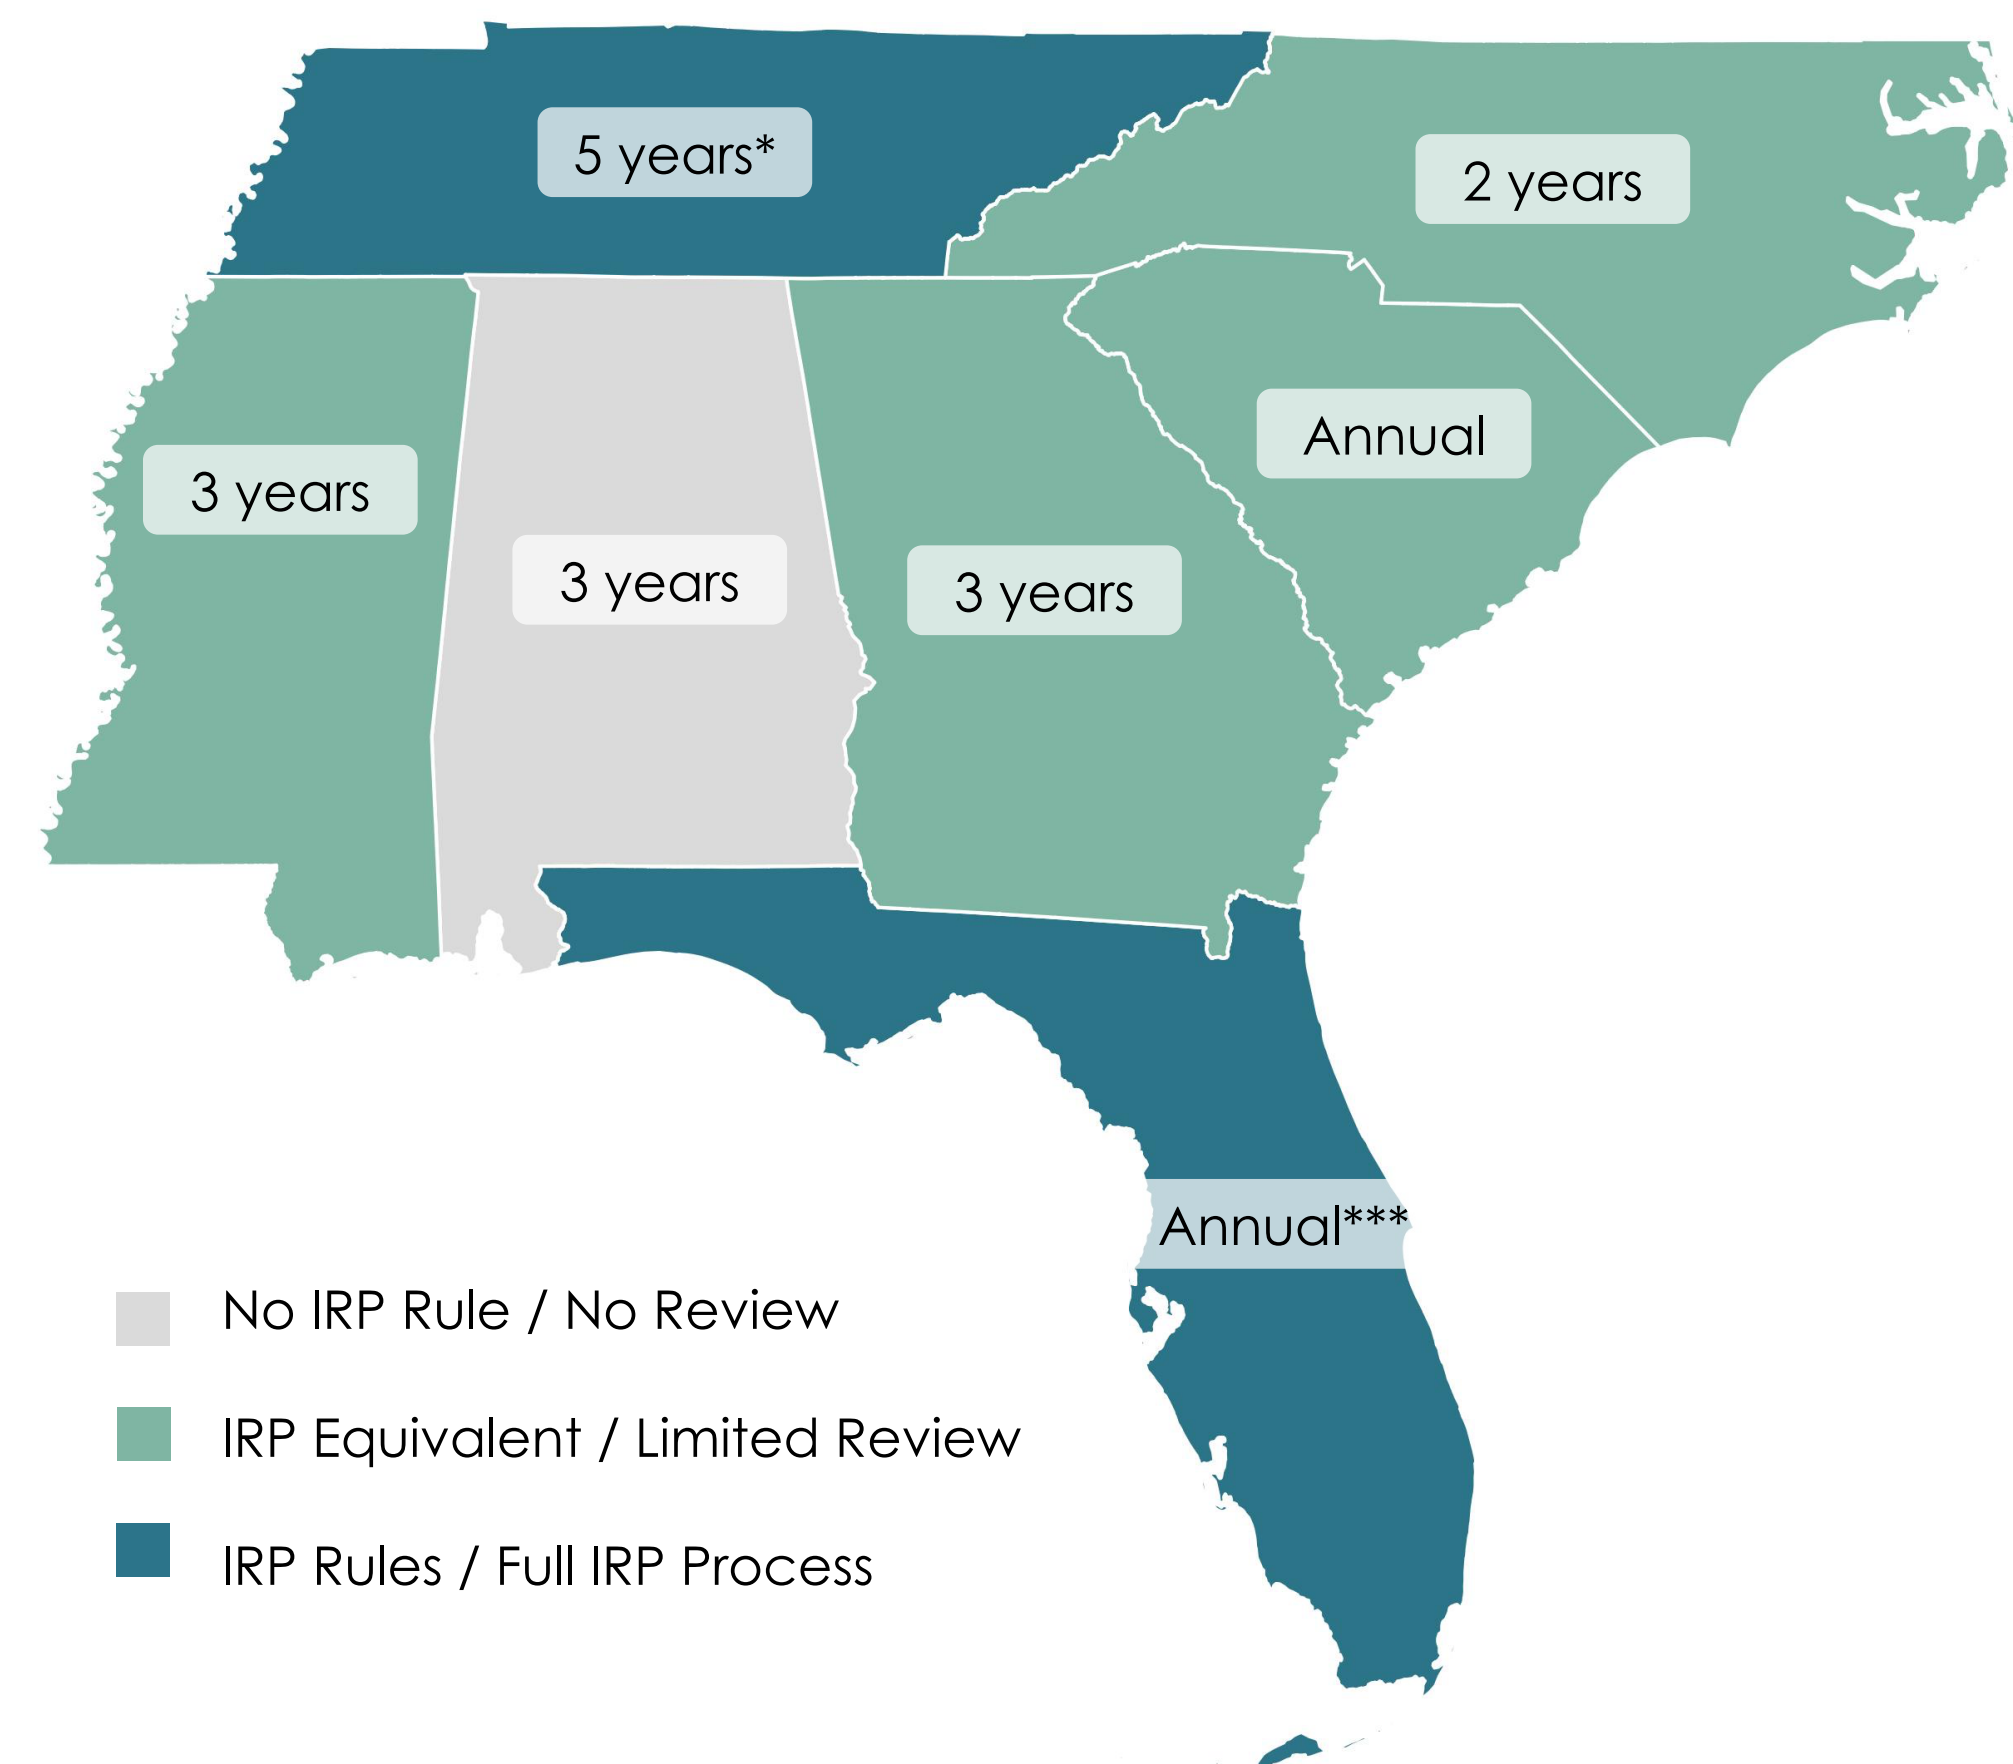 5 years*
2 years
Annual
3 years
3 years
3 years
Annual***
No IRP Rule / No Review
IRP Equivalent / Limited Review
IRP Rules / Full IRP Process